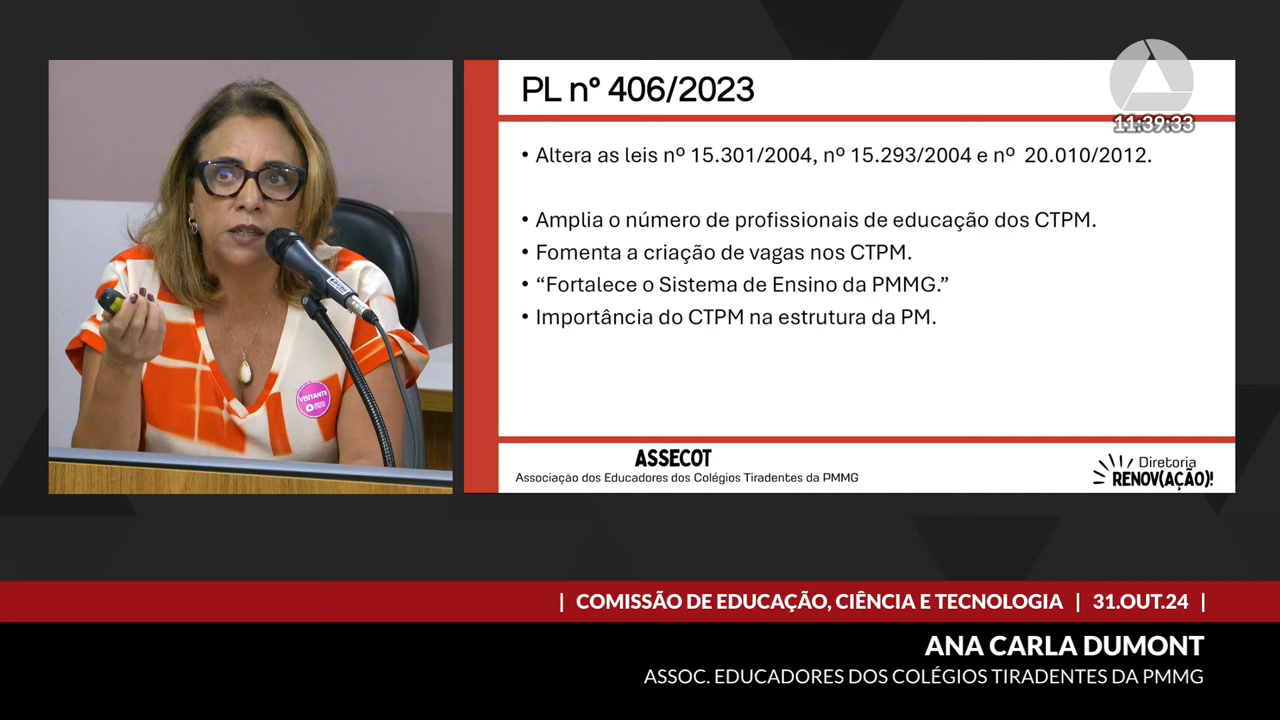 PL nº 406/2023
11:39:33
• Altera as leis nº 15.301/2004, nº 15.293/2004 e nº 20.010/2012.
• Amplia o número de profissionais de educação dos CTPM.
• Fomenta a criação de vagas nos CTPM.
• “Fortalece o Sistema de Ensino da PMMG.”
• Importância do CTPM na estrutura da PM.
VISITANTE
ASSECOT
Associação dos Educadores dos Colégios Tiradentes da PMMG
Diretoria
RENOV(AÇÃO)!
| COMISSÃO DE EDUCAÇÃO, CIÊNCIA E TECNOLOGIA | 31.OUT.24 |
ANA CARLA DUMONT
ASSOC. EDUCADORES DOS COLÉGIOS TIRADENTES DA PMMG